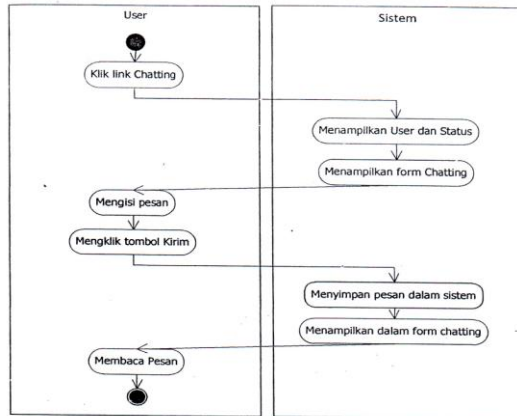 User
Sistem
Klik link Chatting
Menampilkan User dan Status
Menampilkan form Chatting
Mengisi pesan
Mengklik tombol Kirim
Menyimpan pesan dalam sistem
Menampilkan dalam form chatting
Membaca Pesan